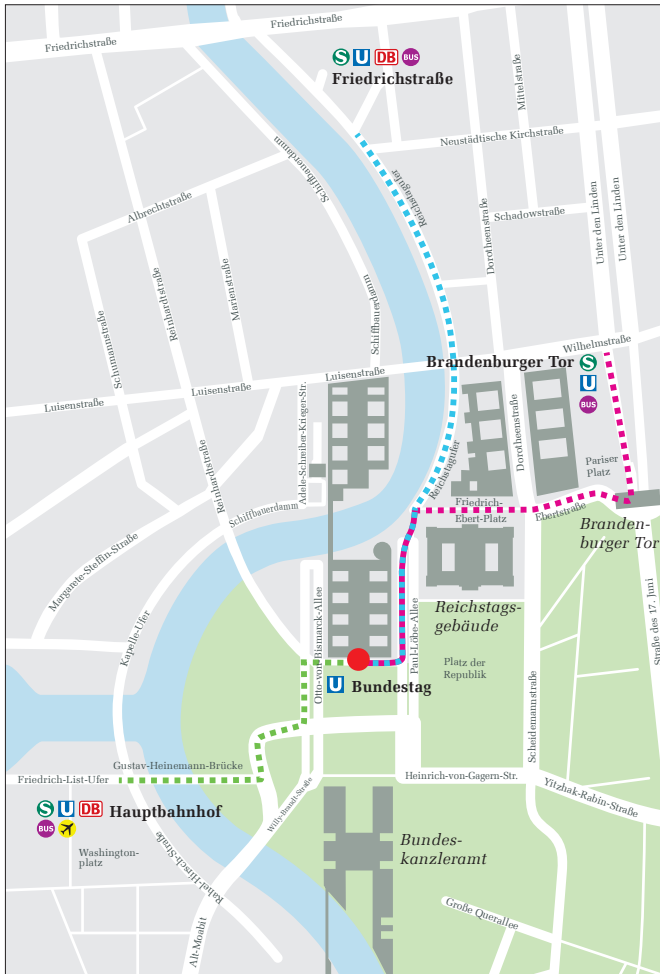 Friedrichstraße
Friedrichstraße
S U DB BUS
Friedrichstraße
Mittelstraße
Neustädtische Kirchstraße
Schiffbauerdamm
Reichstagufer
Albrechtstraße
Schadowstraße
Dorotheenstraße
Unter den Linden
Unter den Linden
Marienstraße
Reinhardtstraße
Schumannstraße
Schiffbauerdamm
Wilhelmstraße
Brandenburger Tor S
U
BUS
Luisenstraße
Luisenstraße
Luisenstraße
Adele-Schreiber-Krieger-Str.
Reinhardtstraße
Dorotheenstraße
Reichstagufer
Pariser
Platz
Schiffbauerdamm
Friedrich-
Ebert-Platz
Ebertstraße
Branden-
burger Tor
Margarete-Steffin-Straße
Kapelle-Ufer
Otto-von-Bismarck-Allee
Paul-Löbe-Allee
Reichstags-
gebäude
Straße des 17. Juni
Platz der
Republik
U Bundestag
Scheidemannstraße
Gustav-Heinemann-Brücke
Friedrich-List-Ufer
Heinrich-von-Gagern-Str.
Yitzhak-Rabin-Straße
Willy-Brandt-Straße
S U DB Hauptbahnhof
BUS
Washington-
platz
Rahel-Hirsch-Straße
Bundes-
kanzleramt
Große Querallee
Alt-Moabit